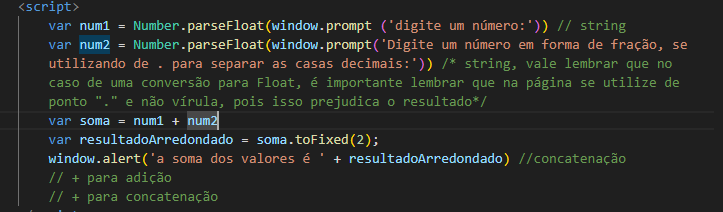 <script>
var num1 = Number.parseFloat(window.prompt ('digite um número:')) // string
var num2 = Number.parseFloat(window.prompt('Digite um número em forma de fração, se
utilizando de . para separar as casas decimais:')) /* string, vale lembrar que no
caso de uma conversão para Float, é importante lembrar que na página se utilize de
ponto "." e não vírula, pois isso prejudica o resultado*/
var soma = num1 + num2
var resultadoArredondado = soma.toFixed(2);
window.alert('a soma dos valores é ' + resultadoArredondado) //concatenação
// + para adição
// + para concatenação